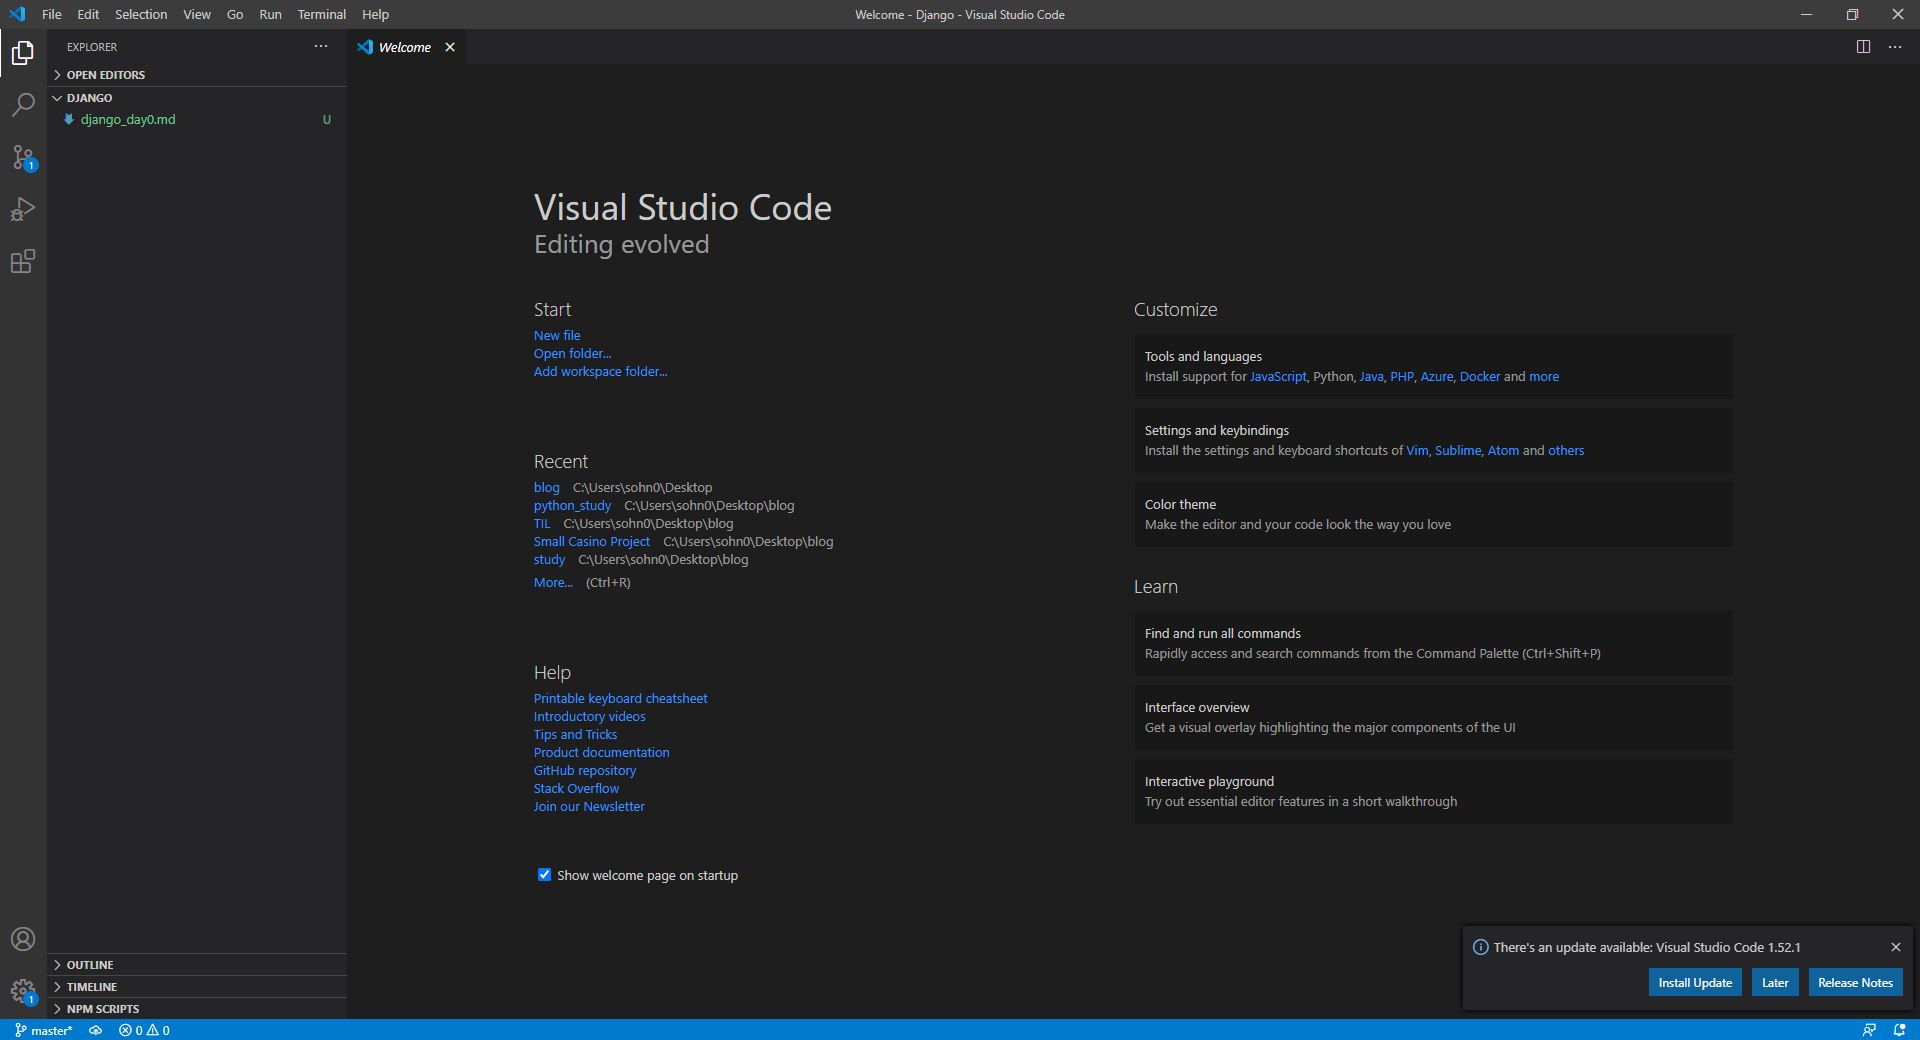 File Edit Selection View Go Run Terminal Help
Welcome - Django - Visual Studio Code
EXPLORER
OPEN EDITORS
DJANGO
django_day0.md U
1
Welcome
Visual Studio Code
Editing evolved
Start
New file
Open folder...
Add workspace folder...
Recent
blog C:\Users\sohn0\Desktop
python_study C:\Users\sohn0\Desktop\blog
TIL C:\Users\sohn0\Desktop\blog
Small Casino Project C:\Users\sohn0\Desktop\blog
study C:\Users\sohn0\Desktop\blog
More... (Ctrl+R)
Help
Printable keyboard cheatsheet
Introductory videos
Tips and Tricks
Product documentation
GitHub repository
Stack Overflow
Join our Newsletter
Show welcome page on startup
Customize
Tools and languages
Install support for JavaScript, Python, Java, PHP, Azure, Docker and more
Settings and keybindings
Install the settings and keyboard shortcuts of Vim, Sublime, Atom and others
Color theme
Make the editor and your code look the way you love
Learn
Find and run all commands
Rapidly access and search commands from the Command Palette (Ctrl+Shift+P)
Interface overview
Get a visual overlay highlighting the major components of the UI
Interactive playground
Try out essential editor features in a short walkthrough
OUTLINE
TIMELINE
NPM SCRIPTS
1
There's an update available: Visual Studio Code 1.52.1
Install Update Later Release Notes
master* 0 0